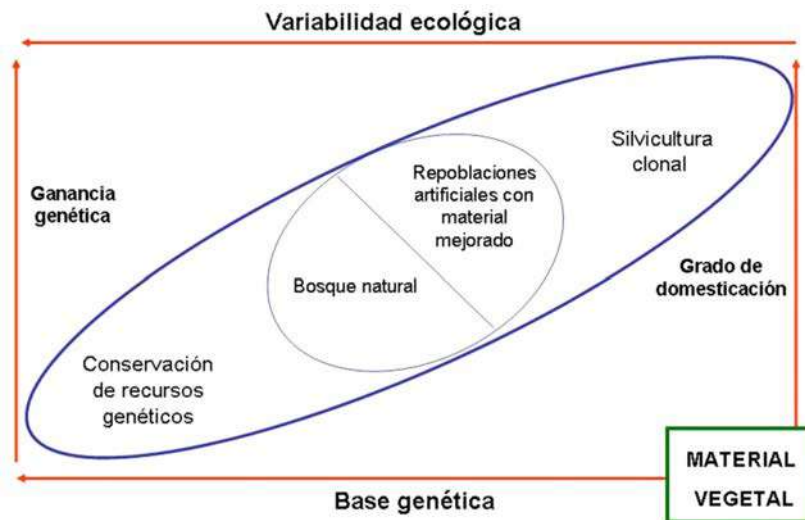 Variabilidad ecológica
Silvicultura
clonal
Repoblaciones
artificiales con
material
mejorado
Ganancia
genética
Grado de
domesticación
Bosque natural
Conservación
de recursos
genéticos
MATERIAL
VEGETAL
Base genética